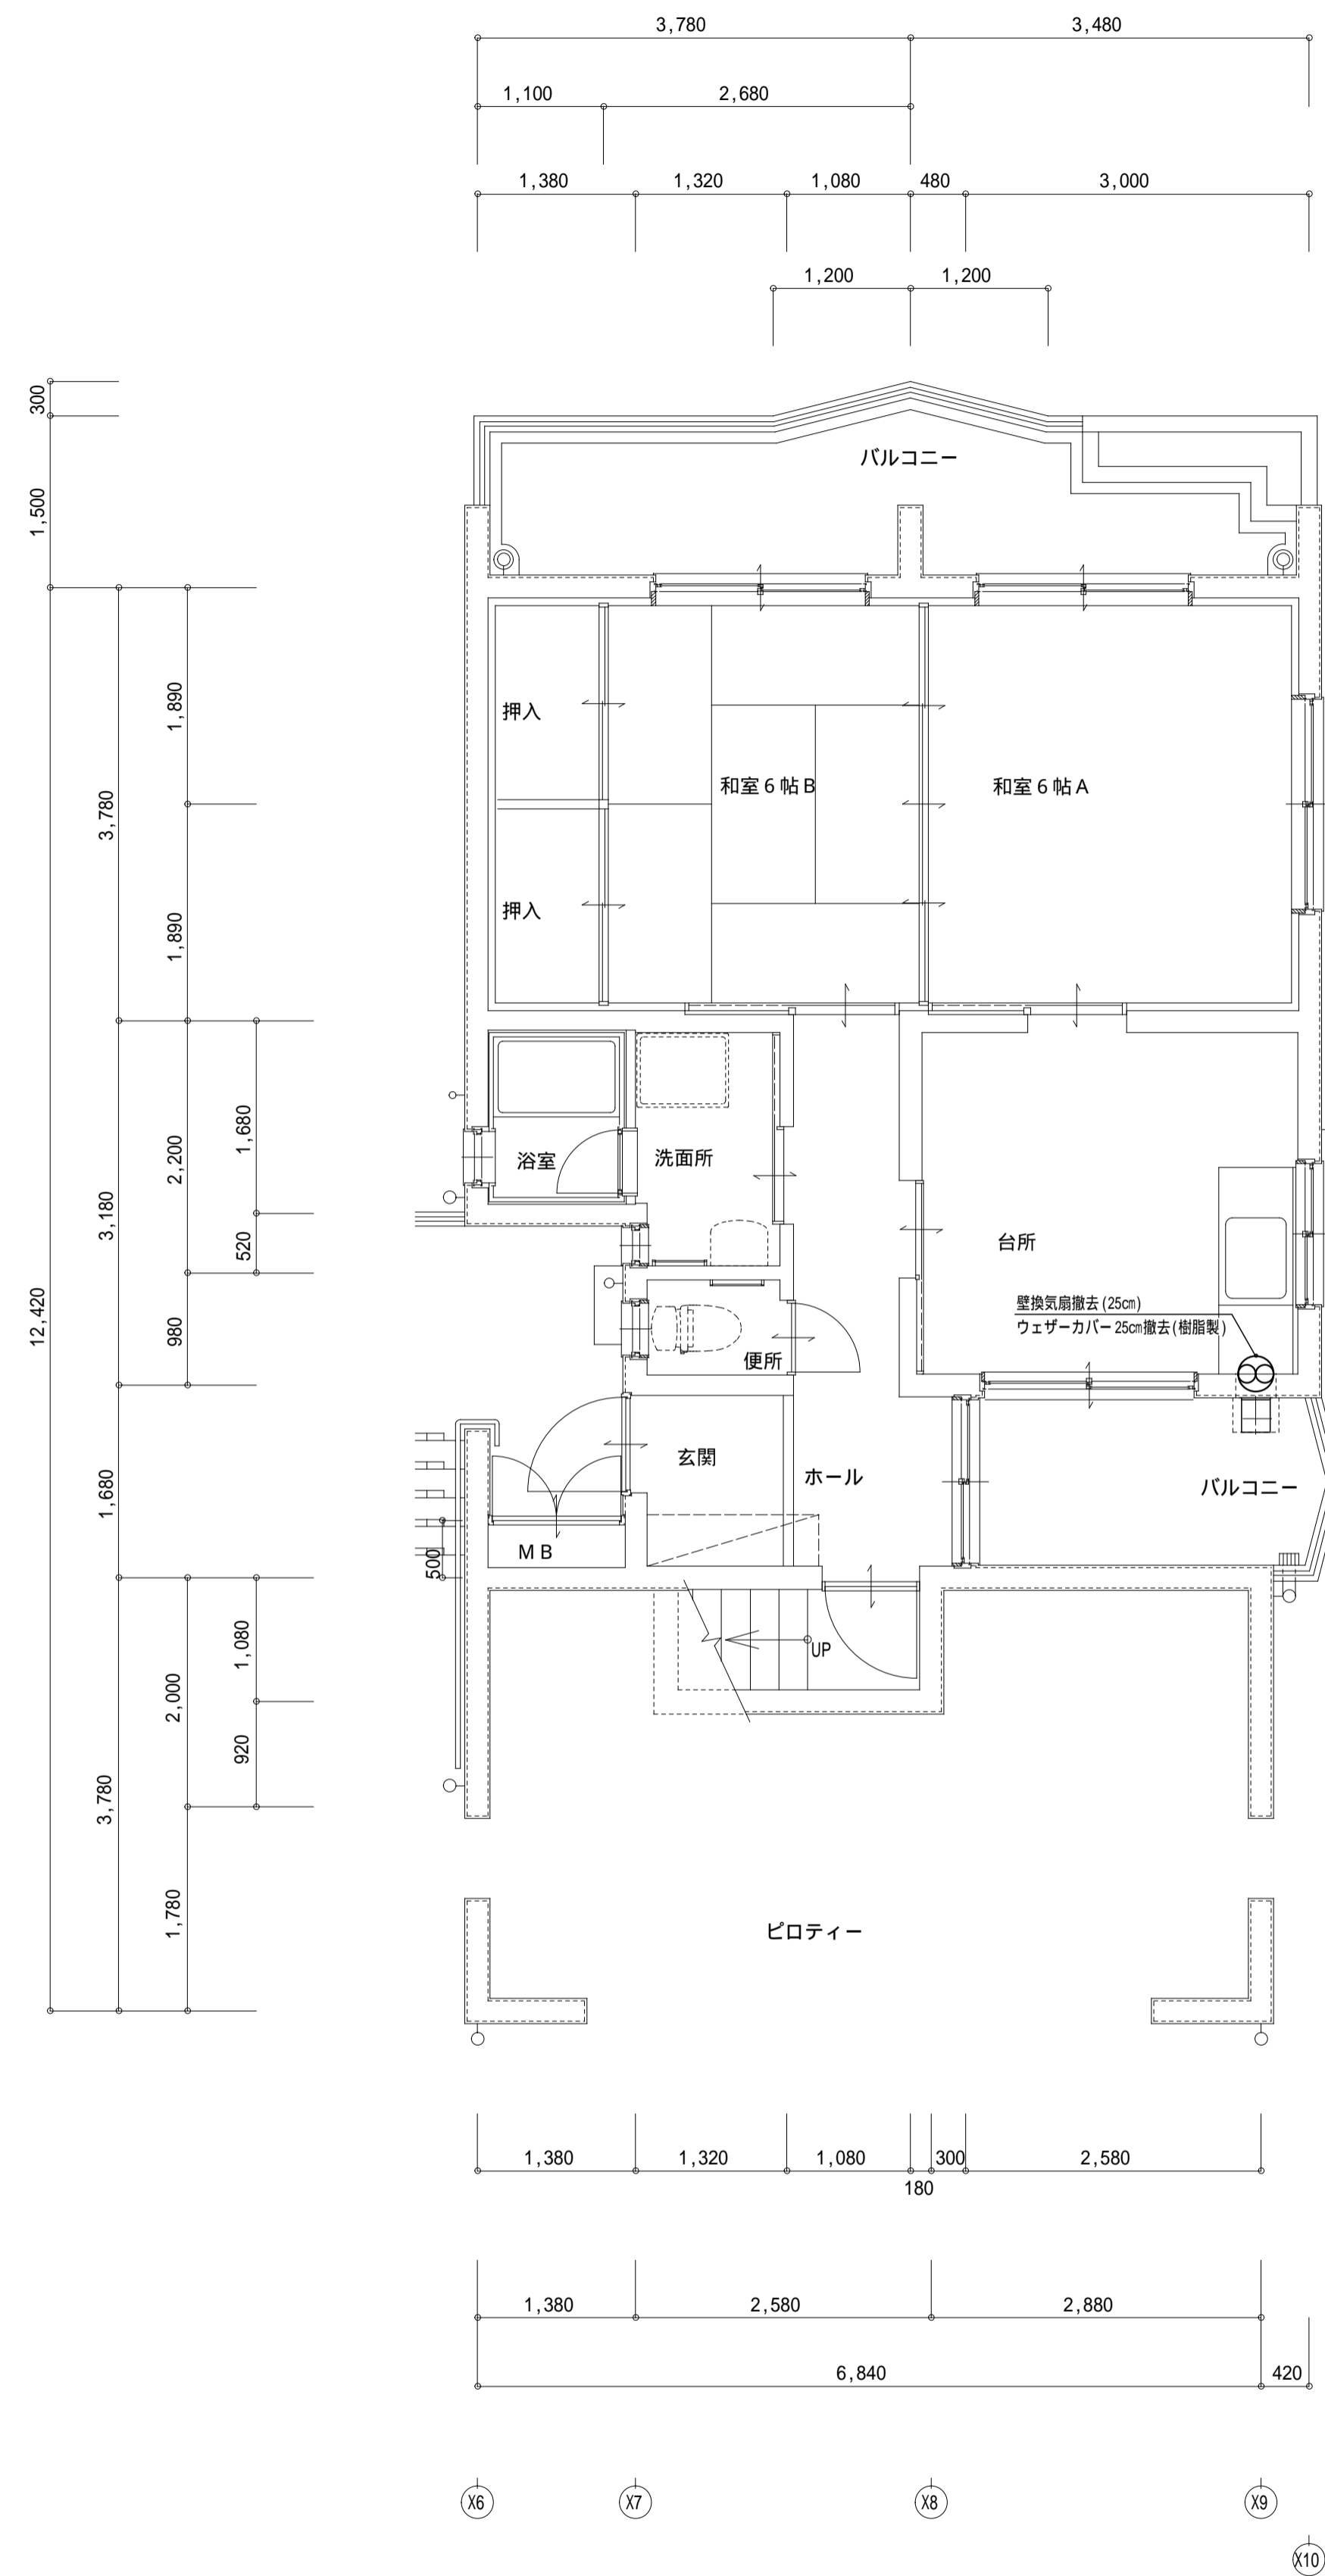 3,780 3,480
1,100 2,680
1,380 1,320 1,080 480 3,000
1,200 1,200
300
1,500
バルコニー
1,890
3,780
押入
和室6帖B
和室6帖A
1,890
押入
1,680
2,200
3,180
520
12,420
980
浴室
洗面所
台所
壁換気扇撤去(25㎝)
ウェザーカバー25㎝撤去(樹脂製)
便所
玄関
ホール
バルコニー
1,680
MB
500
UP
1,080
2,000
920
3,780
1,780
ピロティー
1,380 1,320 1,080 300 2,580
180
1,380 2,580 2,880
6,840 420
X6 X7 X8 X9
X10